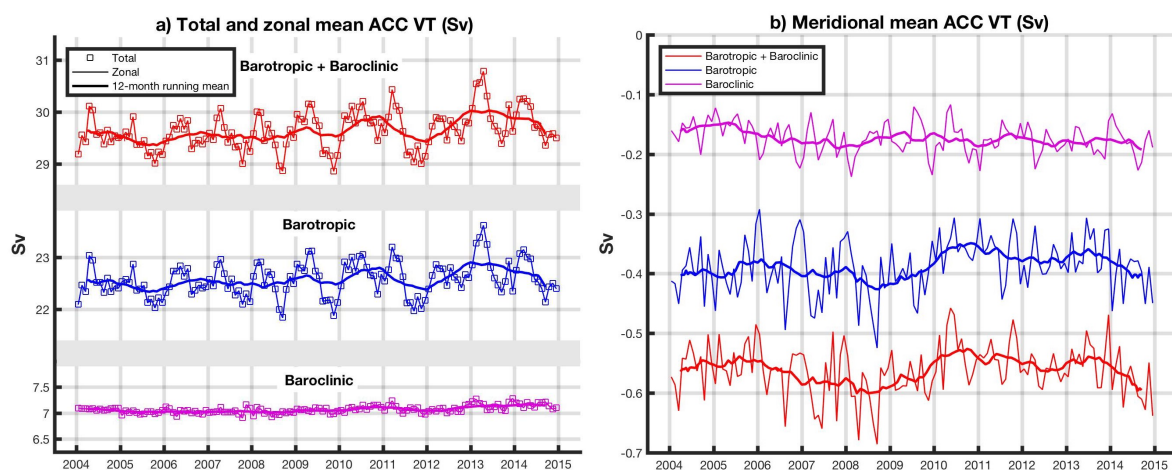 a) Total and zonal mean ACC VT (Sv)
Total
Zonal
12-month running mean
Barotropic + Baroclinic
31
30
29
Barotropic
23
22
Sv
Baroclinic
7.5
7
6.5
2004 2005 2006 2007 2008 2009 2010 2011 2012 2013 2014 2015
b) Meridional mean ACC VT (Sv)
Barotropic + Baroclinic
Barotropic
Baroclinic
0
-0.1
-0.2
-0.3
Sv
-0.4
-0.5
-0.6
-0.7
2004 2005 2006 2007 2008 2009 2010 2011 2012 2013 2014 2015